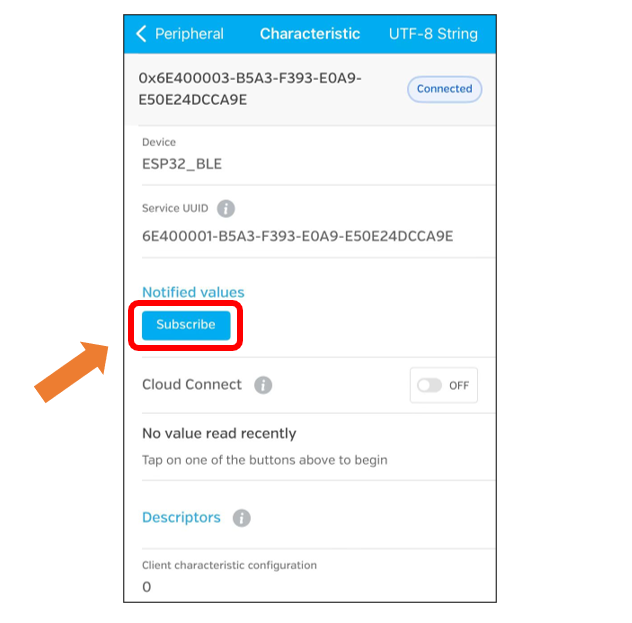 Peripheral Characteristic UTF-8 String
0x6E400003-B5A3-F393-E0A9-
E50E24DCCA9E
Connected
Device
ESP32_BLE
Service UUID i
6E400001-B5A3-F393-E0A9-E50E24DCCA9E
Notified values
Subscribe
Cloud Connect i OFF
No value read recently
Tap on one of the buttons above to begin
Descriptors i
Client characteristic configuration
0